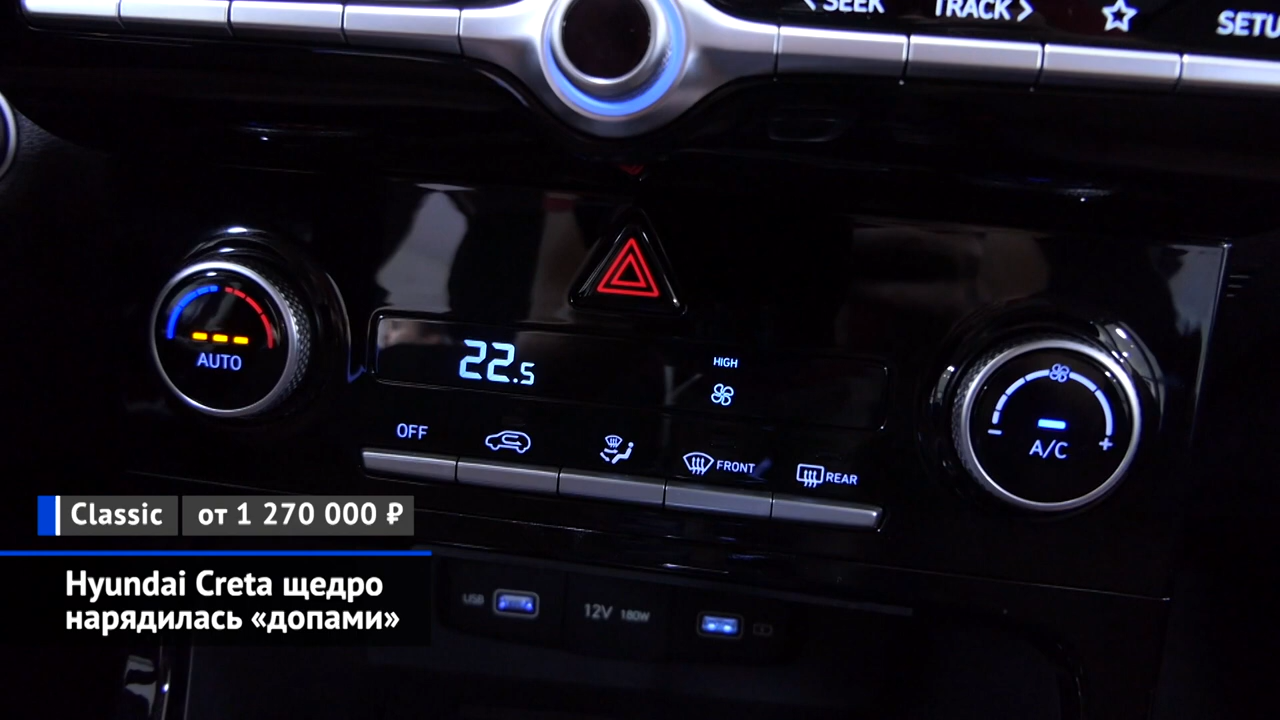 SEEK
TRACK
SETU
AUTO
22.5
HIGH
A/C
OFF
FRONT
REAR
Classic
от 1 270 000 ₽
Hyundai Creta щедро
нарядилась «допами»
USB
12V 180W